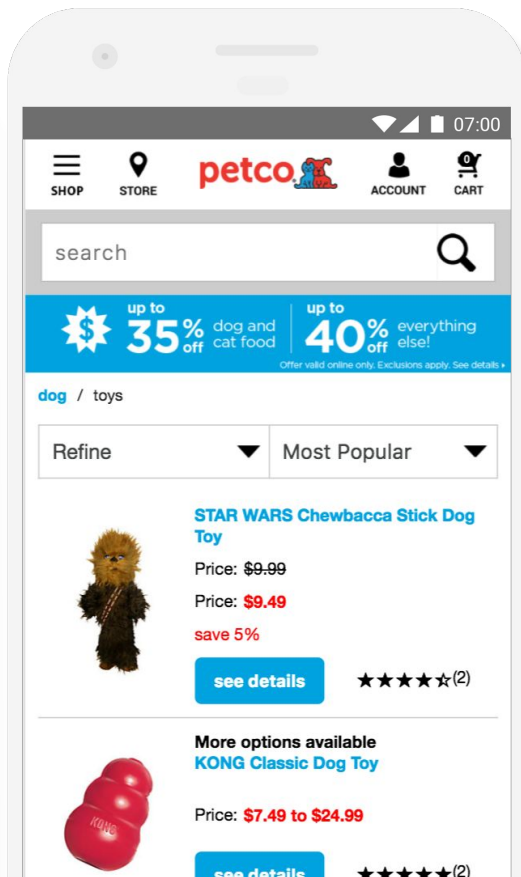 07:00
SHOP
STORE
petco
ACCOUNT
0
CART
search
$
up to
35% off
dog and
cat food
up to
40% off
everything
else!
Offer valid online only. Exclusions apply. See details
dog / toys
Refine
Most Popular
STAR WARS Chewbacca Stick Dog
Toy
Price: $9.99
Price: $9.49
save 5%
see details
(2)
More options available
KONG Classic Dog Toy
KONG
Price: $7.49 to $24.99
see details
(2)